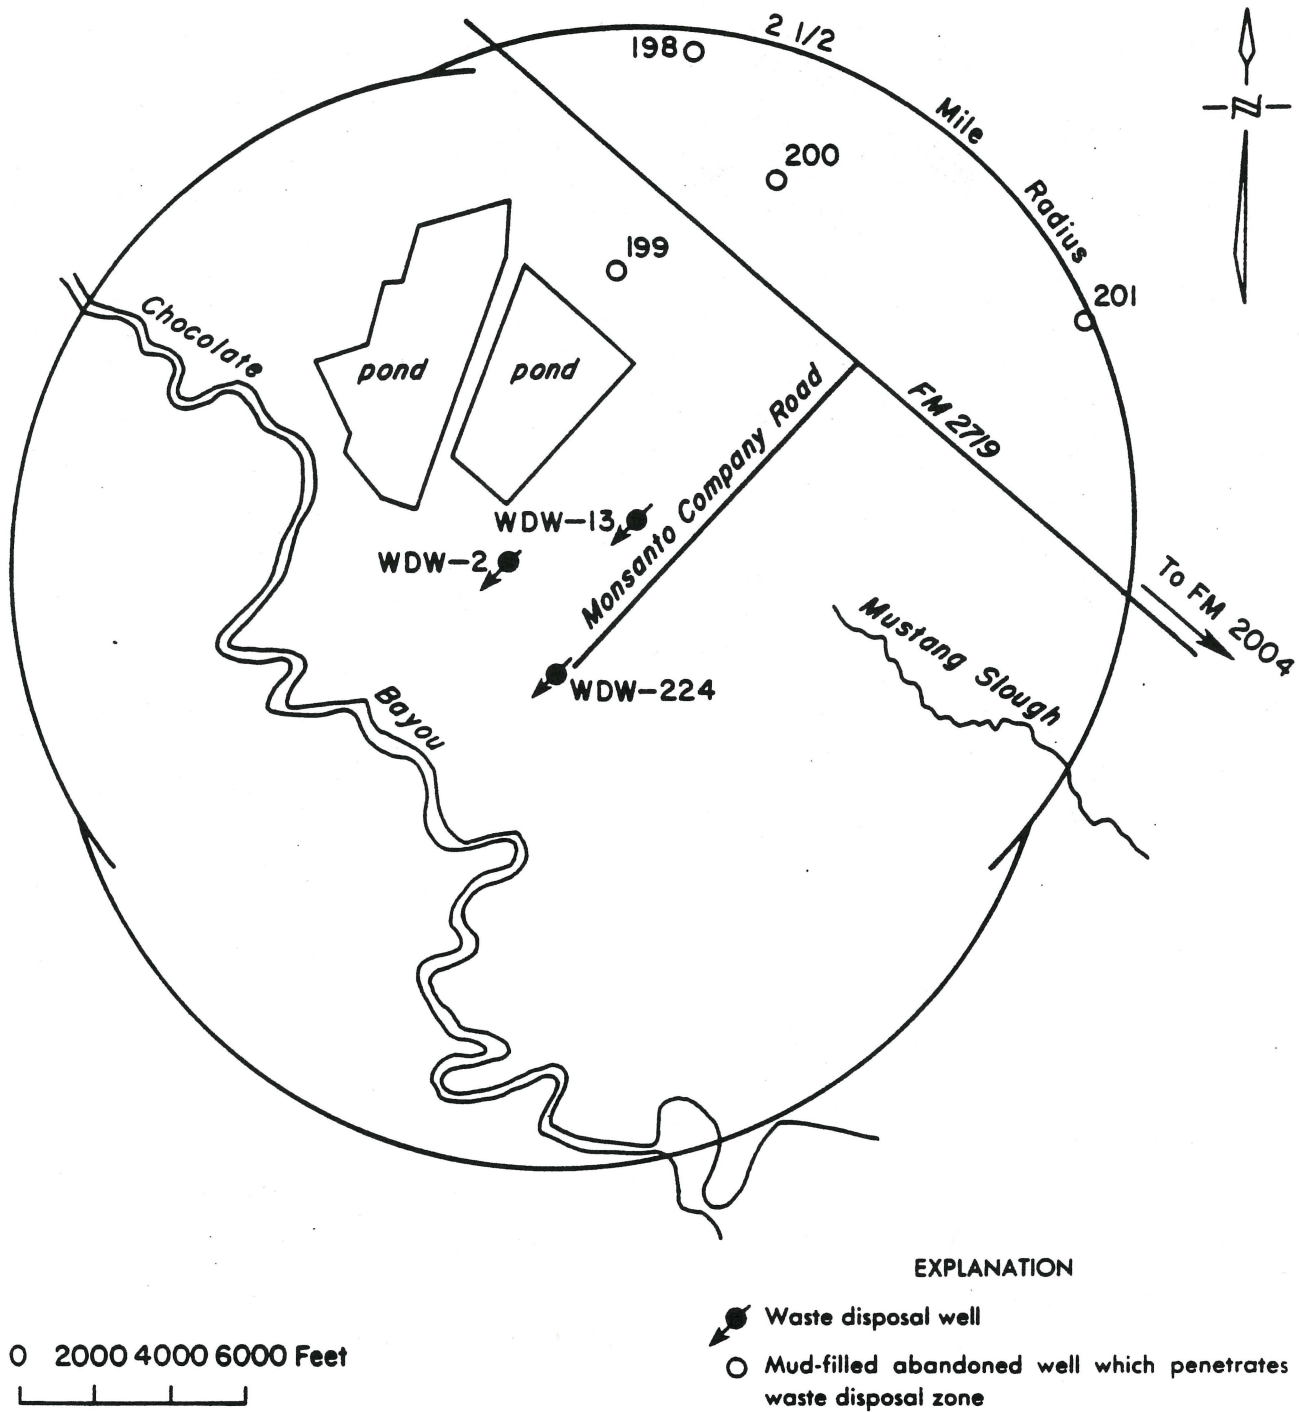 2 1/2
Mile
Radius
198
N
200
199
201
Chocolate
pond
pond
Monsanto Company Road
FM 2719
WDW-13
WDW-2
To FM 2004
Mustang Slough
WDW-224
Bayou
EXPLANATION
Waste disposal well
Mud-filled abandoned well which penetrates
waste disposal zone
0 2000 4000 6000 Feet